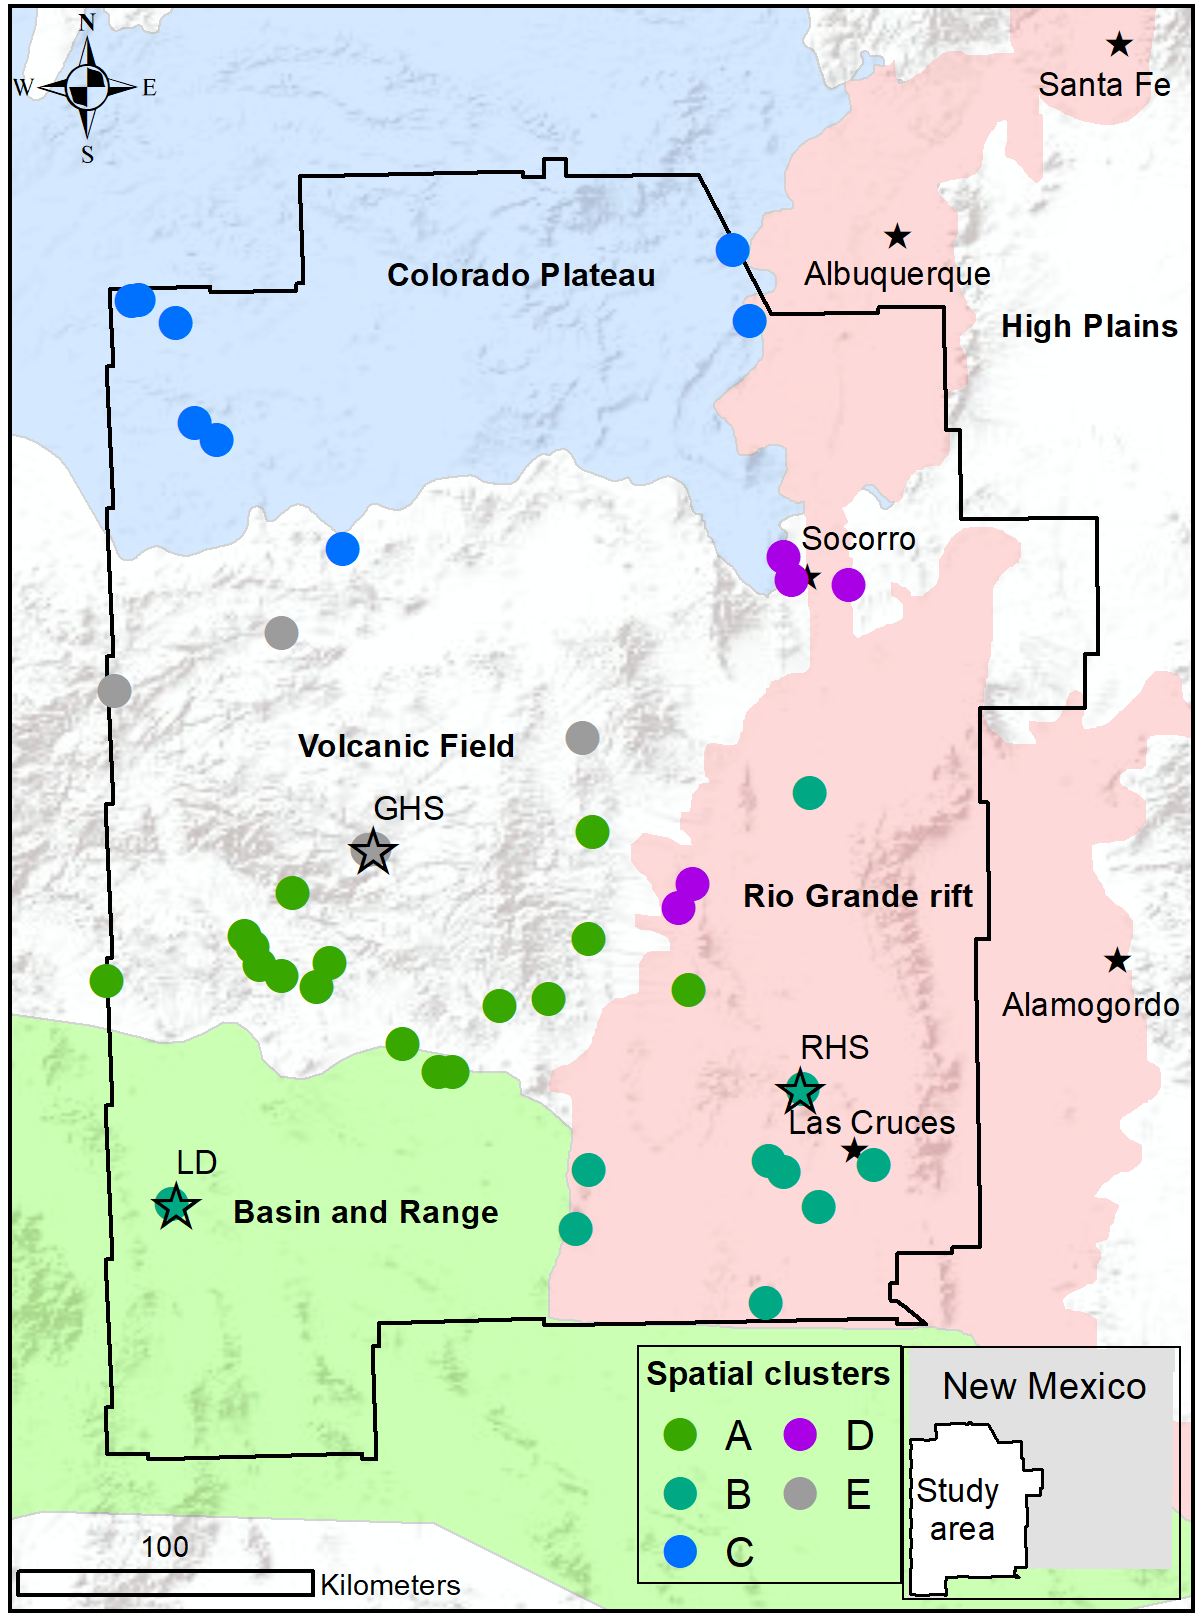 N
W E
S
Santa Fe
Albuquerque
Colorado Plateau
High Plains
Socorro
Volcanic Field
GHS
Rio Grande rift
Alamogordo
RHS
Las Cruces
LD
Basin and Range
Spatial clusters
A D
B E
C
New Mexico
Study
area
100
Kilometers